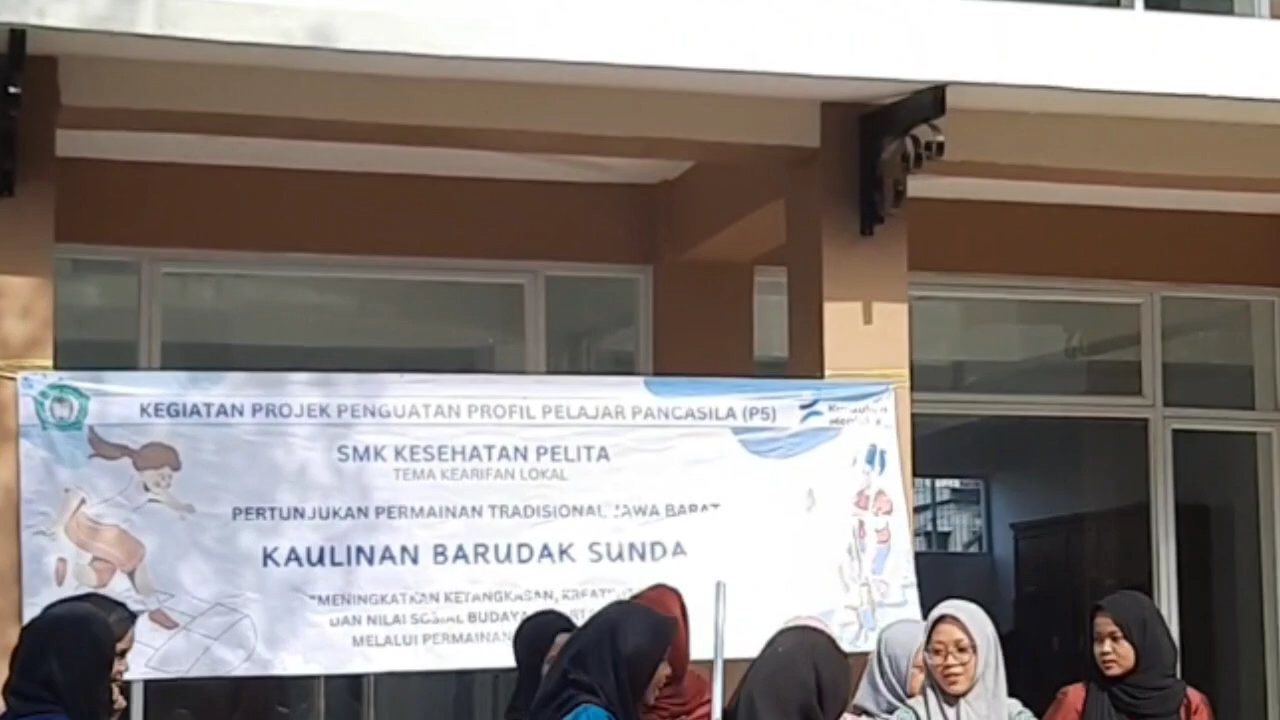 KEGIATAN PROJEK PENGUATAN PROFIL PELAJAR PANCASILA (P5)
SMK KESEHATAN PELITA
TEMA KEARIFAN LOKAL
PERTUNJUKAN PERMAINAN TRADISIONAL JAWA BARAT
KAULINAN BARUDAK SUNDA
MENINGKATKAN KETANGKASAN,
DAN NILAI SOSIAL BUDAYA
MELALUI PERMAINAN